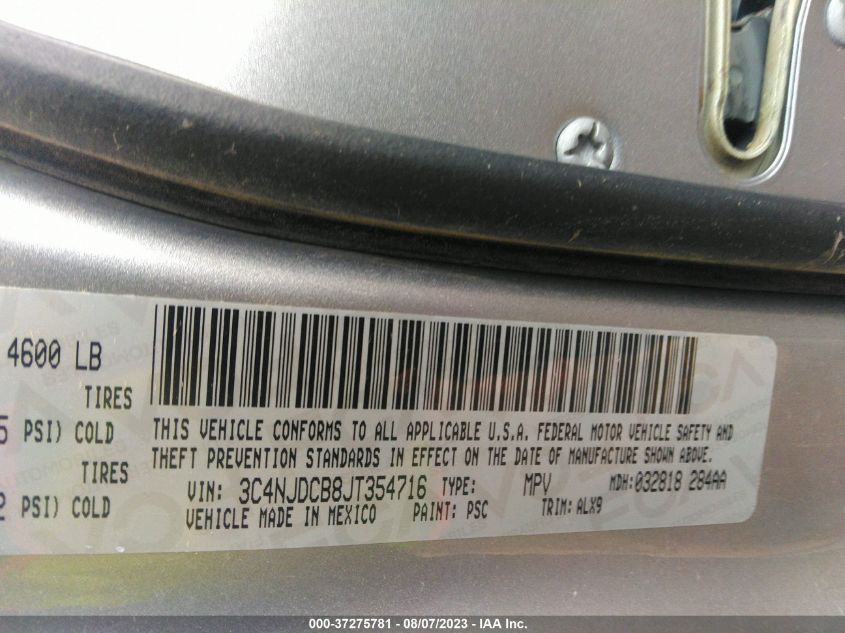 4600 LB
TIRES
PSI) COLD
TIRES
PSI) COLD
THIS VEHICLE CONFORMS TO ALL APPLICABLE U.S.A. FEDERAL MOTOR VEHICLE SAFETY AND
THEFT PREVENTION STANDARDS IN EFFECT ON THE DATE OF MANUFACTURE SHOWN ABOVE.
VIN: 3C4NJDCB8JT354716 TYPE: MPV MDH: 032818 284AA
VEHICLE MADE IN MEXICO PAINT: PSC TRIM: ALX9
000-37275781 - 08/07/2023 - IAA Inc.